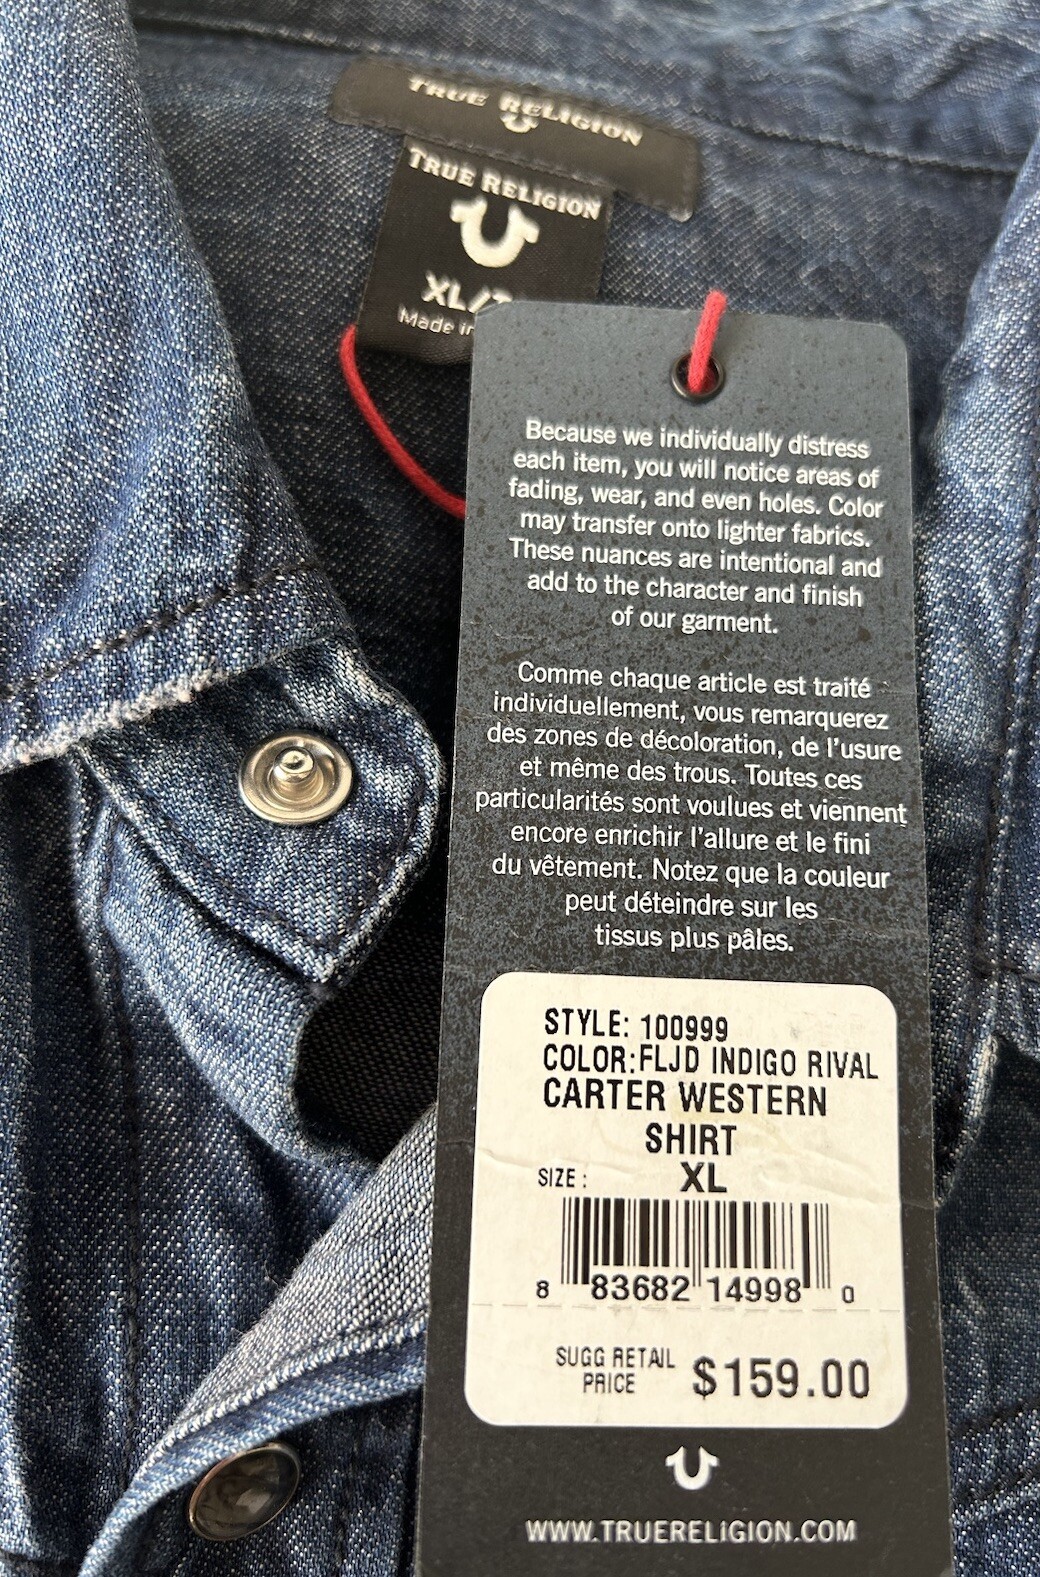 TRUE RELIGION
TRUE RELIGION
XL/
Made in
Because we individually distress
each item, you will notice areas of
fading, wear, and even holes. Color
may transfer onto lighter fabrics.
These nuances are intentional and
add to the character and finish
of our garment.
Comme chaque article est traité
individuellement, vous remarquerez
des zones de décoloration, de l'usure
et même des trous. Toutes ces
particularités sont voulues et viennent
encore enrichir l'allure et le fini
du vêtement. Notez que la couleur
peut déteindre sur les
tissus plus pâles.
STYLE: 100999
COLOR:FLJD INDIGO RIVAL
CARTER WESTERN
SHIRT
SIZE: XL
8 83682 14998 0
SUGG RETAIL
PRICE $159.00
WWW.TRUERELIGION.COM